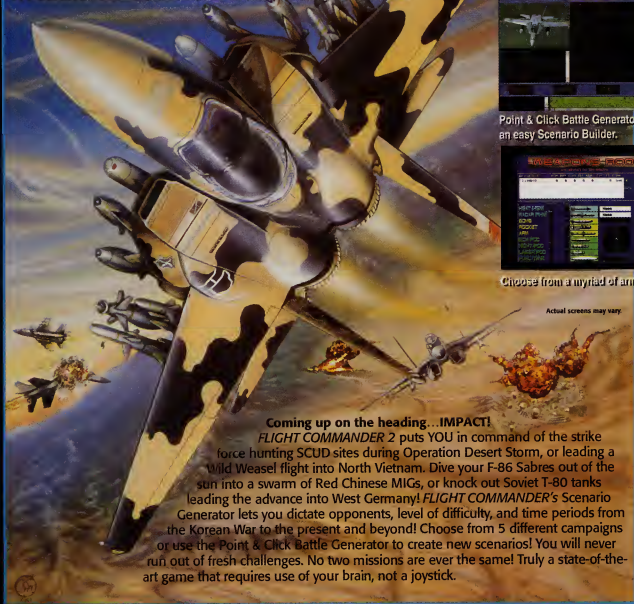 Point & Click Battle Generato
an easy Scenario Builder.
Choose from a myriad of arm
Actual screens may vary.
Coming up on the heading...IMPACT!
FLIGHT COMMANDER 2 puts YOU in command of the strike
force hunting SCUD sites during Operation Desert Storm, or leading a
Wild Weasel flight into North Vietnam. Dive your F-86 Sabres out of the
sun into a swarm of Red Chinese MIGs, or knock out Soviet T-80 tanks
leading the advance into West Germany! FLIGHT COMMANDER's Scenario
Generator lets you dictate opponents, level of difficulty, and time periods from
the Korean War to the present and beyond! Choose from 5 different campaigns
or use the Point & Click Battle Generator to create new scenarios! You will never
run out of fresh challenges. No two missions are ever the same! Truly a state-of-the-
art game that requires use of your brain, not a joystick.